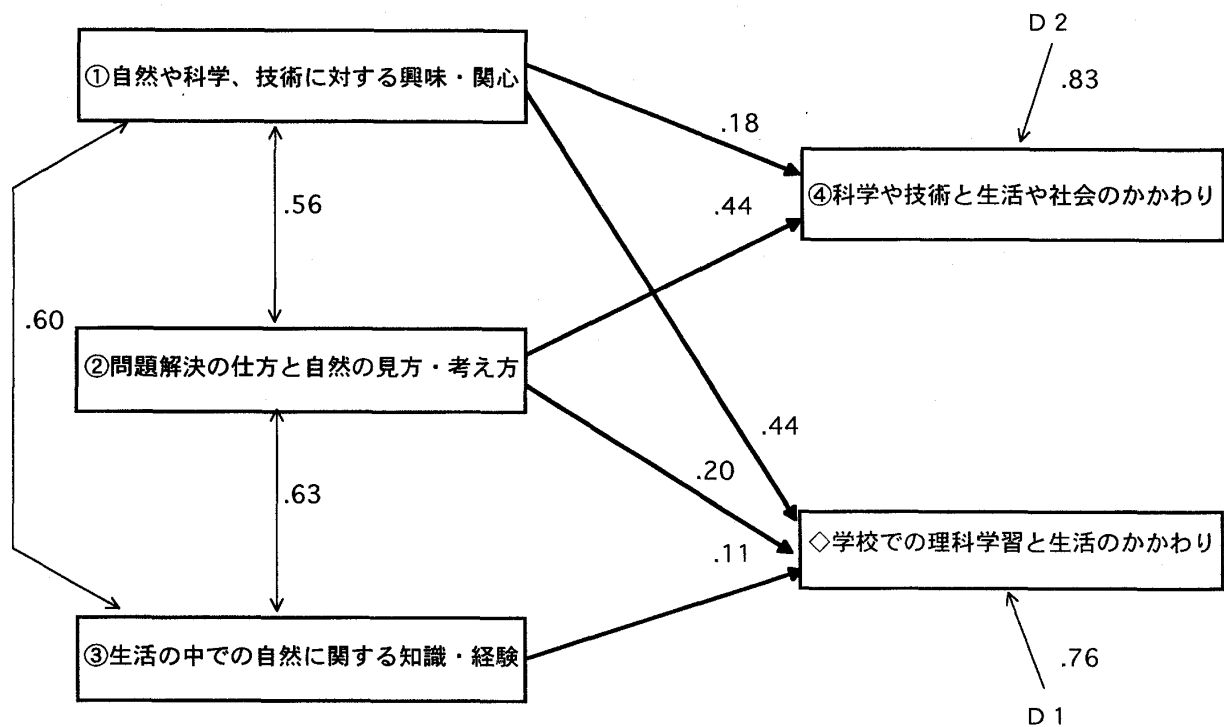 D 2
①自然や科学、技術に対する興味・関心
.83
.18
④科学や技術と生活や社会のかかわり
.56
.44
.60
②問題解決の仕方と自然の見方・考え方
.44
.20
.63
◇学校での理科学習と生活のかかわり
.11
③生活の中での自然に関する知識・経験
.76
D 1